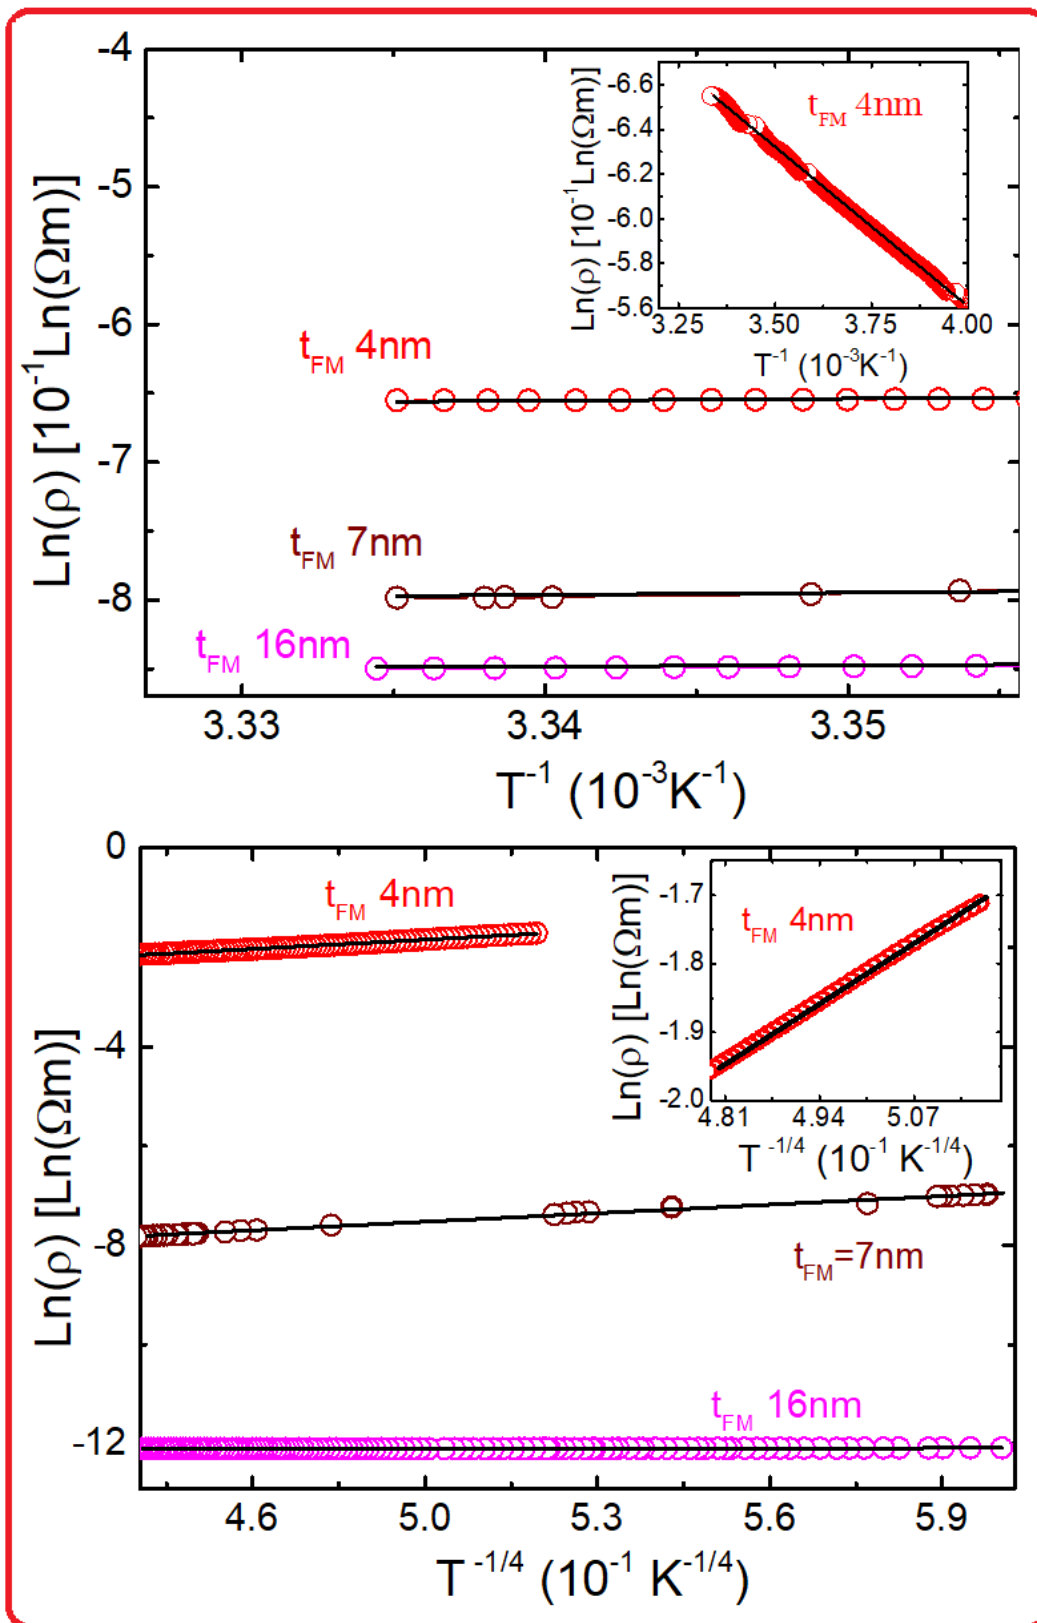 -4
-5
-6
-7
-8
Ln(ρ) [10⁻¹Ln(Ωm)]
t_FM 4nm
t_FM 7nm
t_FM 16nm
3.33 3.34 3.35
T⁻¹ (10⁻³K⁻¹)
-6.6
-6.4
-6.2
-6.0
-5.8
-5.6
Ln(ρ) [10⁻¹Ln(Ωm)]
t_FM 4nm
3.25 3.50 3.75 4.00
T⁻¹ (10⁻³K⁻¹)
0
-4
-8
-12
Ln(ρ) [Ln(Ωm)]
t_FM 4nm
t_FM=7nm
t_FM 16nm
4.6 5.0 5.3 5.6 5.9
T⁻¹/⁴ (10⁻¹ K⁻¹/⁴)
-1.7
-1.8
-1.9
-2.0
Ln(ρ) [Ln(Ωm)]
t_FM 4nm
4.81 4.94 5.07
T⁻¹/⁴ (10⁻¹ K⁻¹/⁴)